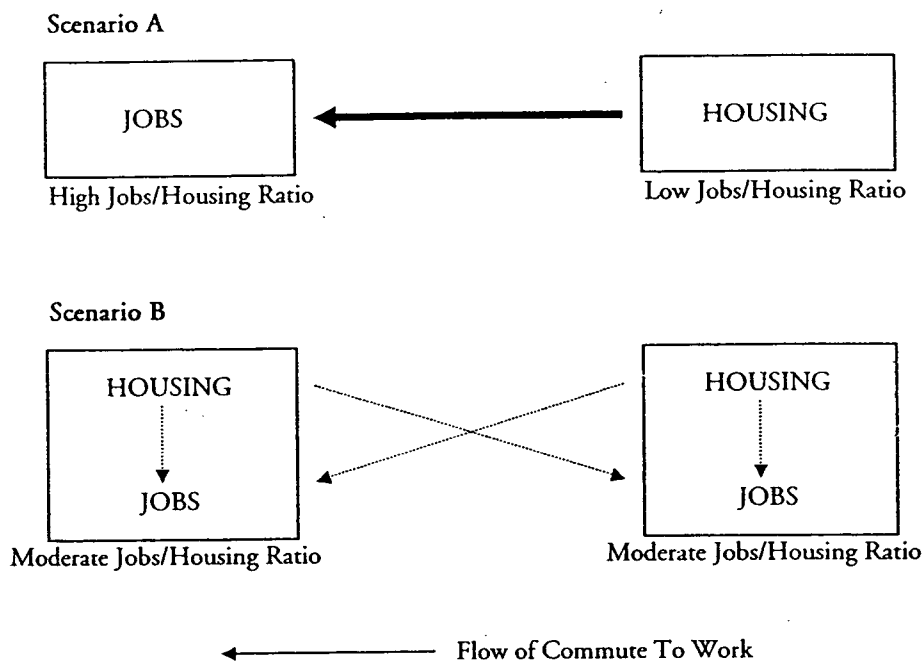 Scenario A
JOBS
HOUSING
High Jobs/Housing Ratio
Low Jobs/Housing Ratio
Scenario B
HOUSING
JOBS
Moderate Jobs/Housing Ratio
HOUSING
JOBS
Moderate Jobs/Housing Ratio
Flow of Commute To Work